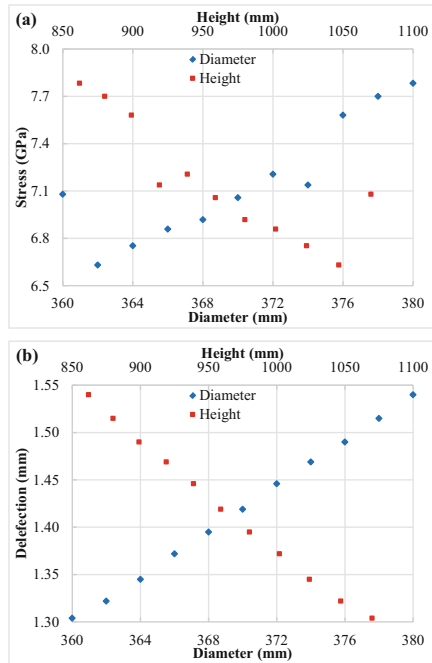 Height (mm)
(a) 850 900 950 1000 1050 1100
8.0
Diameter
Height
7.7
7.4
Stress (GPa)
7.1
6.8
6.5
360 364 368 372 376 380
Diameter (mm)
Height (mm)
(b) 850 900 950 1000 1050 1100
1.55
Diameter
Height
1.50
1.45
Delefection (mm)
1.40
1.35
1.30
360 364 368 372 376 380
Diameter (mm)